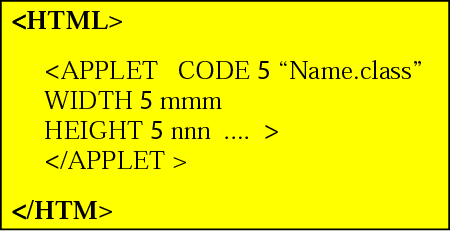 <HTML>
<APPLET CODE 5 “Name.class”
WIDTH 5 mmm
HEIGHT 5 nnn .... >
</APPLET >
</HTM>